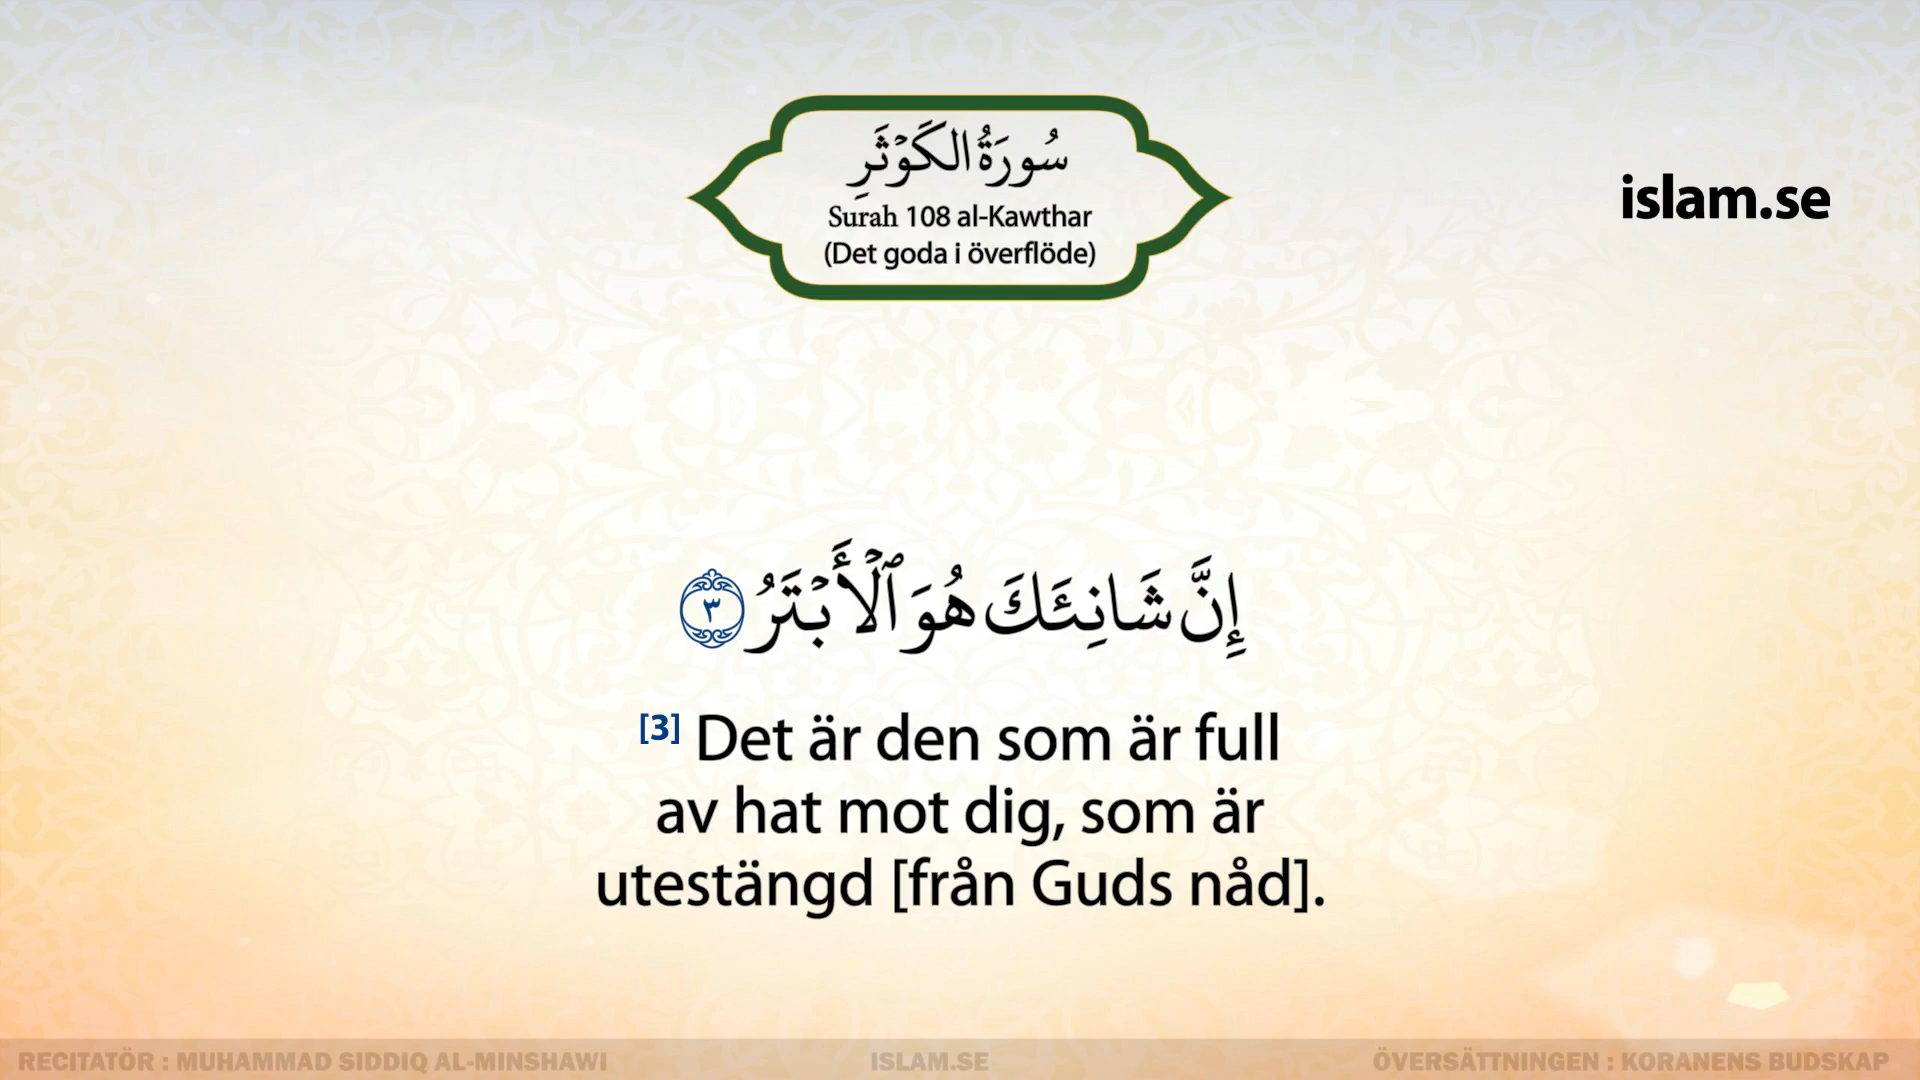 سُورَةُ الكَوۡثَرِ
Surah 108 al-Kawthar
(Det goda i överflöde)
islam.se
إِنَّ شَانِئَكَ هُوَ ٱلۡأَبۡتَرُ ٣
[3] Det är den som är full
av hat mot dig, som är
utestängd [från Guds nåd].
RECITATÖR : MUHAMMAD SIDDIQ AL-MINSHAWI
ISLAM.SE
ÖVERSÄTTNINGEN : KORANENS BUDSKAP